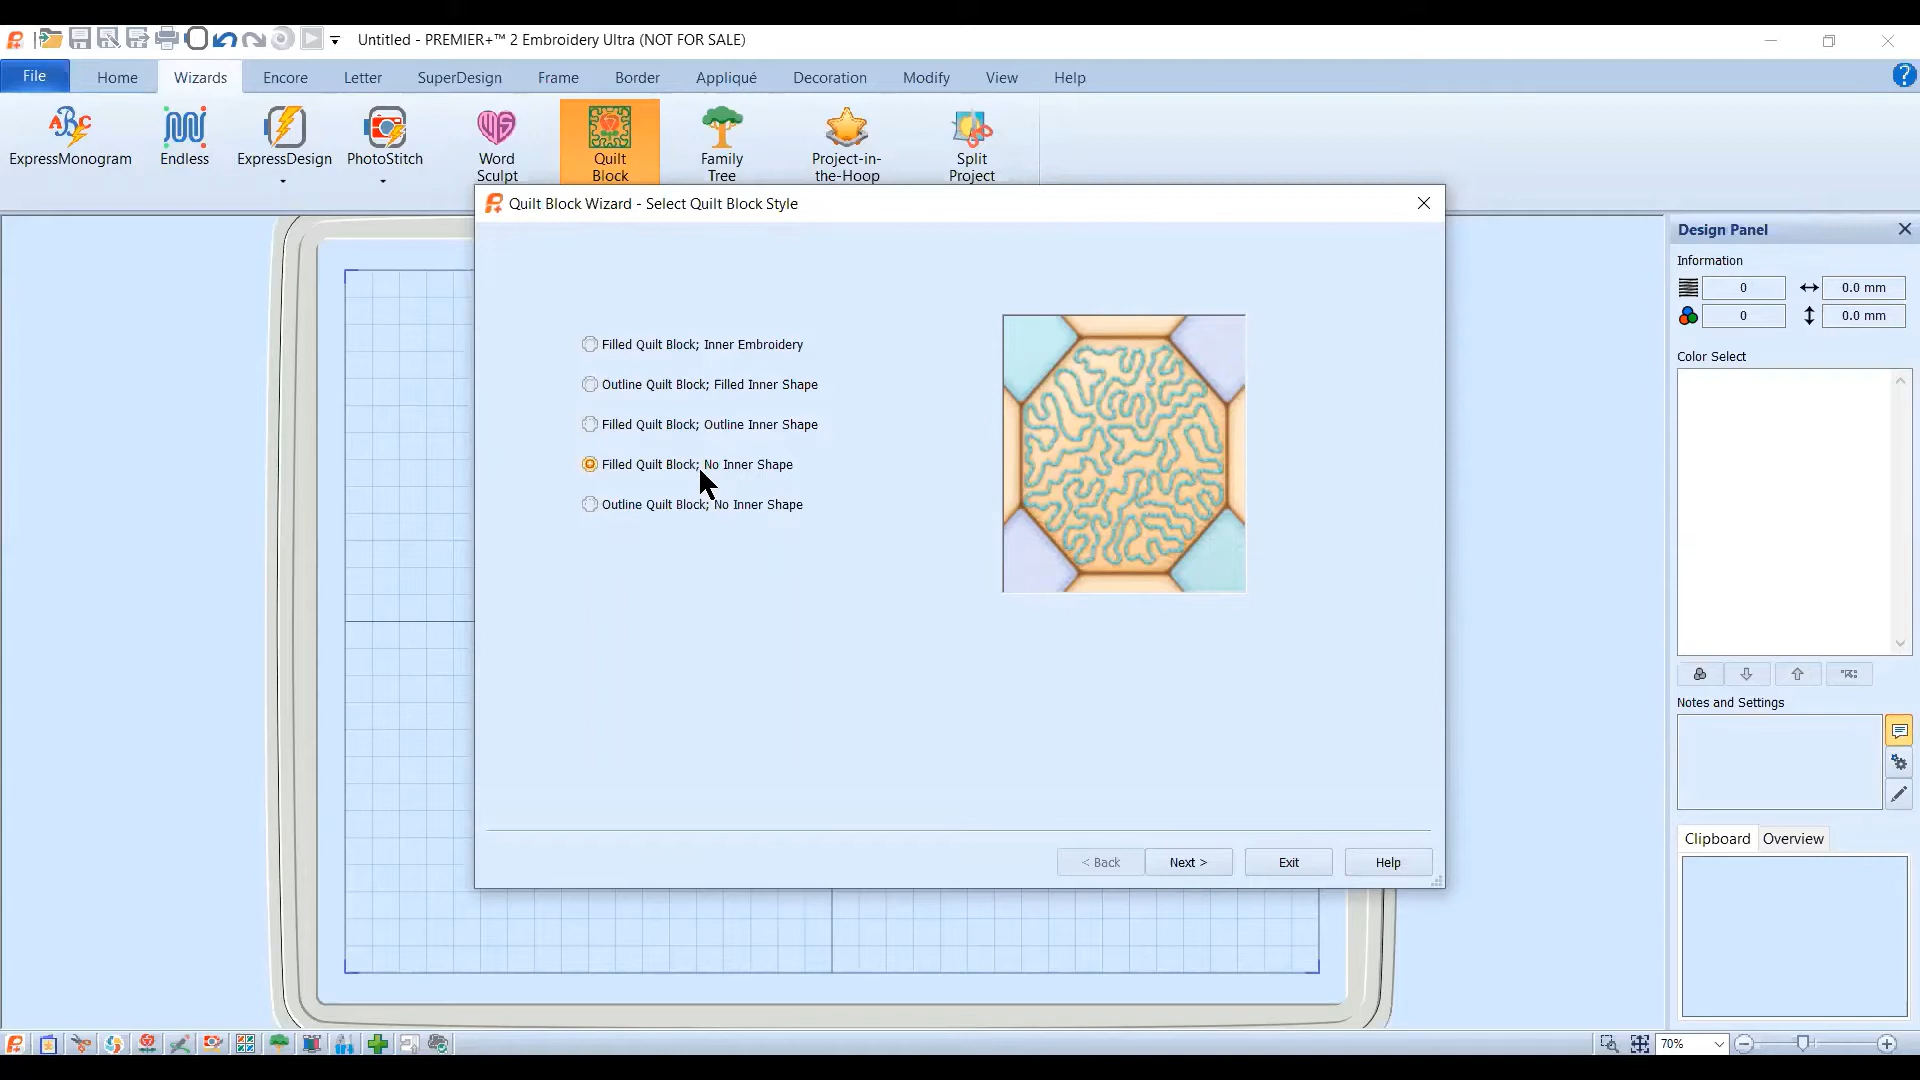 Untitled - PREMIER+™ 2 Embroidery Ultra (NOT FOR SALE)
File Home Wizards Encore Letter SuperDesign Frame Border Appliqué Decoration Modify View Help
ExpressMonogram Endless ExpressDesign PhotoStitch Word Sculpt Quilt Block Family Tree Project-in-the-Hoop Split Project
Quilt Block Wizard - Select Quilt Block Style
Filled Quilt Block; Inner Embroidery
Outline Quilt Block; Filled Inner Shape
Filled Quilt Block; Outline Inner Shape
Filled Quilt Block; No Inner Shape
Outline Quilt Block; No Inner Shape
< Back Next > Exit Help
Design Panel
Information
0 0.0 mm
0 0.0 mm
Color Select
Notes and Settings
Clipboard Overview
70%